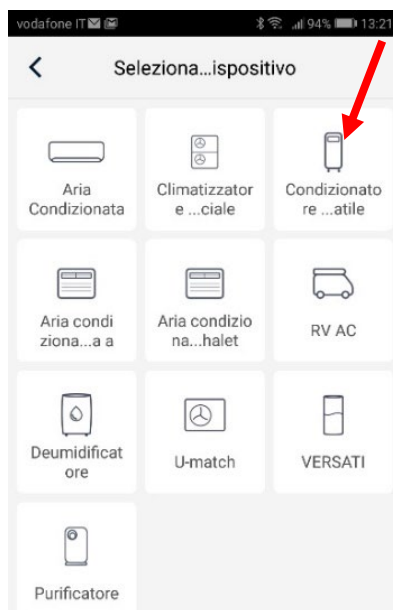 vodafone IT 94% 13:21
Seleziona...ispositivo
Aria
Condizionata
Climatizzator
e ...ciale
Condizionato
re ...atile
Aria condi
ziona...a a
Aria condizio
na...halet
RV AC
Deumidificat
ore
U-match
VERSATI
Purificatore